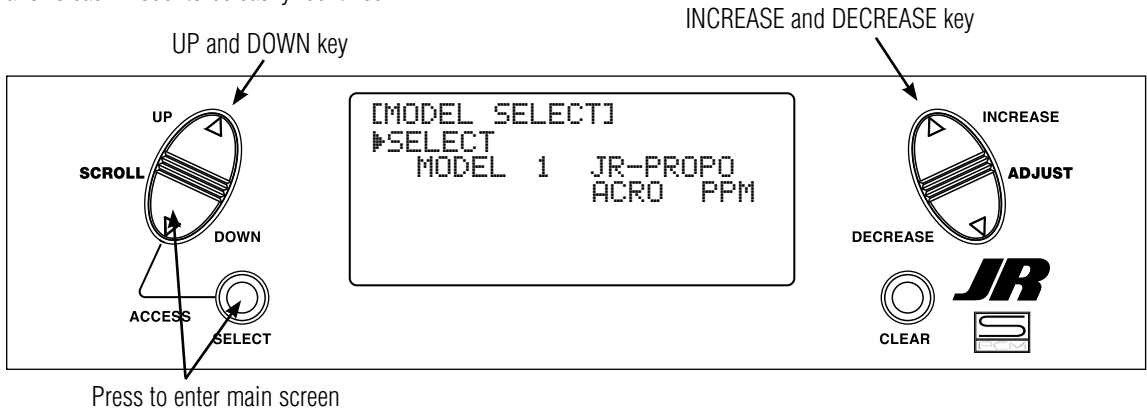 INCREASE and DECREASE key
UP and DOWN key
UP
SCROLL
DOWN
ACCESS
SELECT
[MODEL SELECT]
SELECT
MODEL 1 JR-PROPO
ACRO PPM
INCREASE
ADJUST
DECREASE
CLEAR
JR
S
PCM
Press to enter main screen